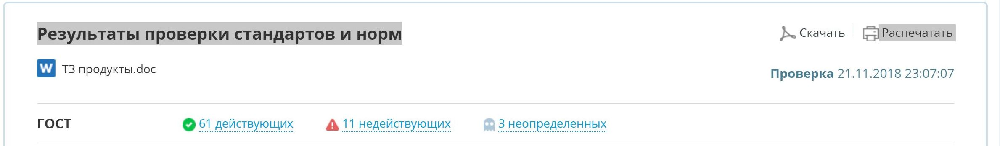 Результаты проверки стандартов и норм
Скачать
Распечатать
W ТЗ продукты.doc
Проверка 21.11.2018 23:07:07
ГОСТ
61 действующих
11 недействующих
3 неопределенных